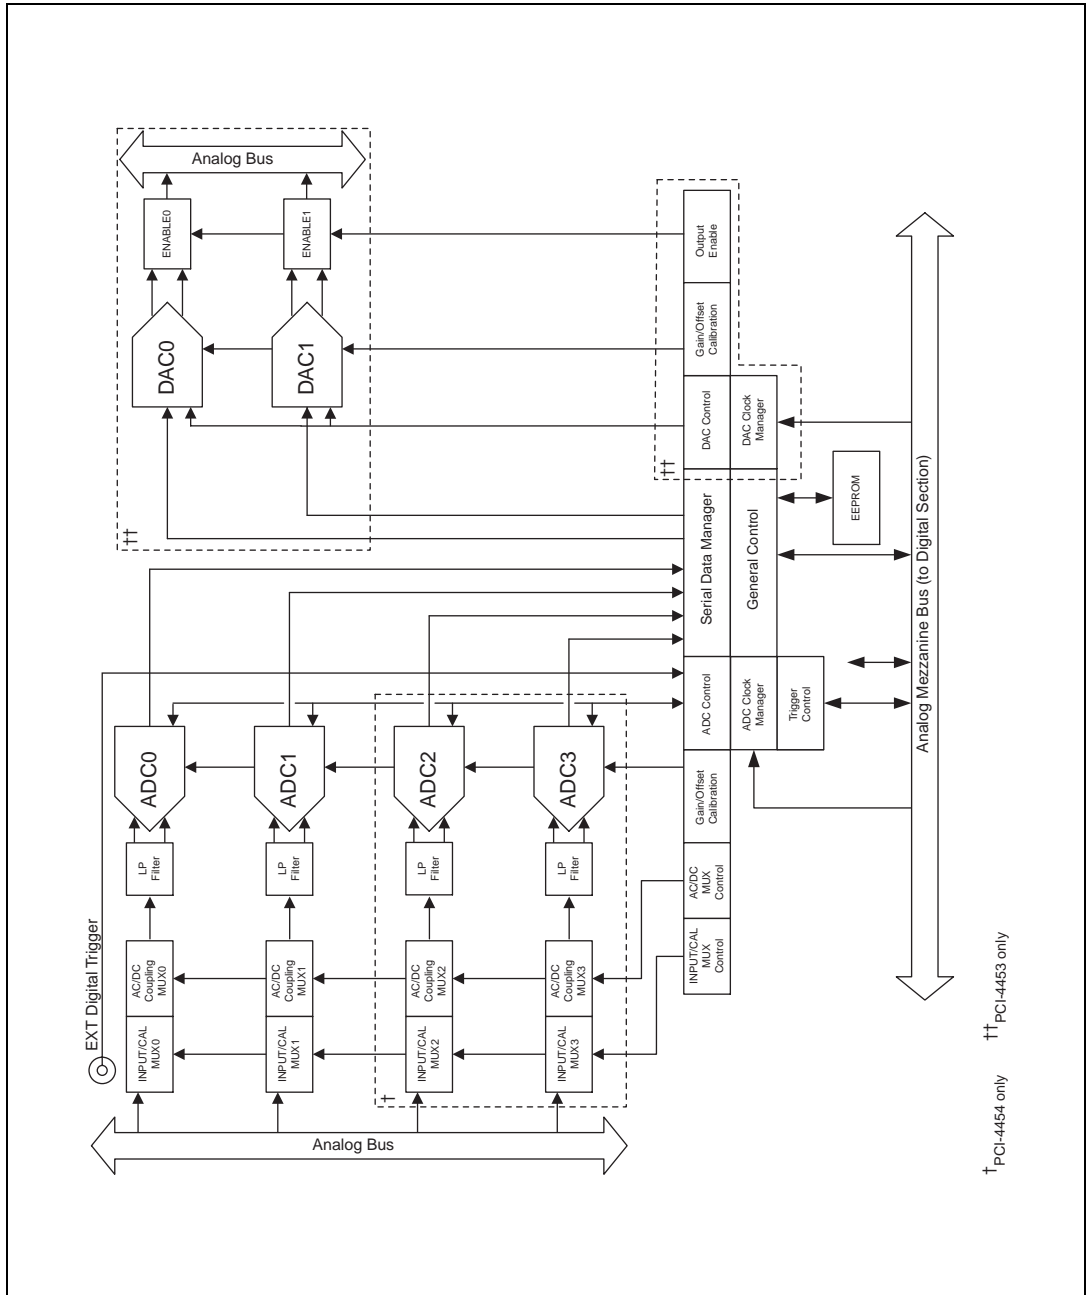 EXT Digital Trigger
Analog Bus
INPUT/CAL
MUX0
AC/DC
Coupling
MUX0
LP
Filter
ADC0
INPUT/CAL
MUX1
AC/DC
Coupling
MUX1
LP
Filter
ADC1
†
INPUT/CAL
MUX2
AC/DC
Coupling
MUX2
LP
Filter
ADC2
INPUT/CAL
MUX3
AC/DC
Coupling
MUX3
LP
Filter
ADC3
††
DAC0
ENABLE0
DAC1
ENABLE1
Analog Bus
INPUT/CAL
MUX
Control
AC/DC
MUX
Control
Gain/Offset
Calibration
ADC Control
Serial Data Manager
††
DAC Control
Gain/Offset
Calibration
Output
Enable
ADC Clock
Manager
General Control
DAC Clock
Manager
Trigger
Control
EEPROM
Analog Mezzanine Bus (to Digital Section)
†PCI-4454 only
††PCI-4453 only